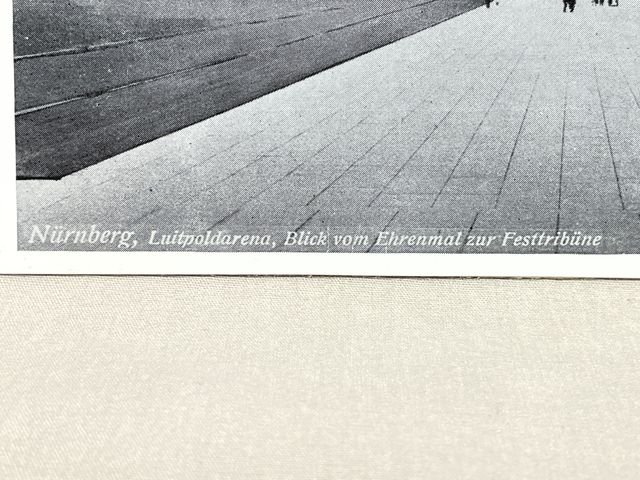 Nürnberg, Luitpoldarena, Blick vom Ehrenmal zur Festtribüne